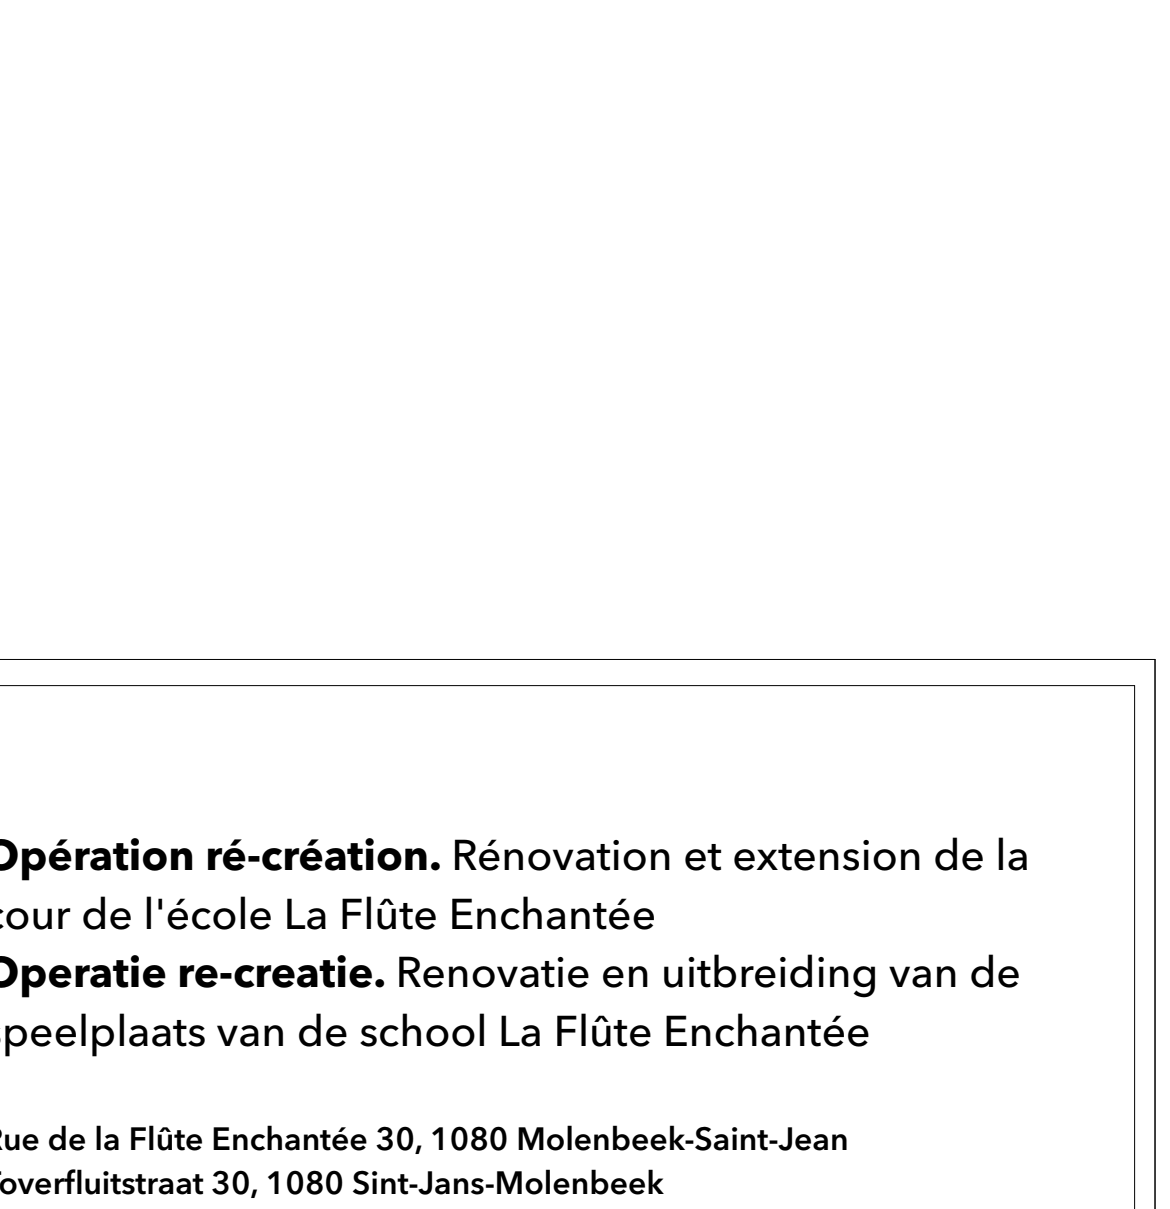 Opération ré-création. Rénovation et extension de la
cour de l'école La Flûte Enchantée
Operatie re-creatie. Renovatie en uitbreiding van de
speelplaats van de school La Flûte Enchantée
Rue de la Flûte Enchantée 30, 1080 Molenbeek-Saint-Jean
Toverfluitstraat 30, 1080 Sint-Jans-Molenbeek